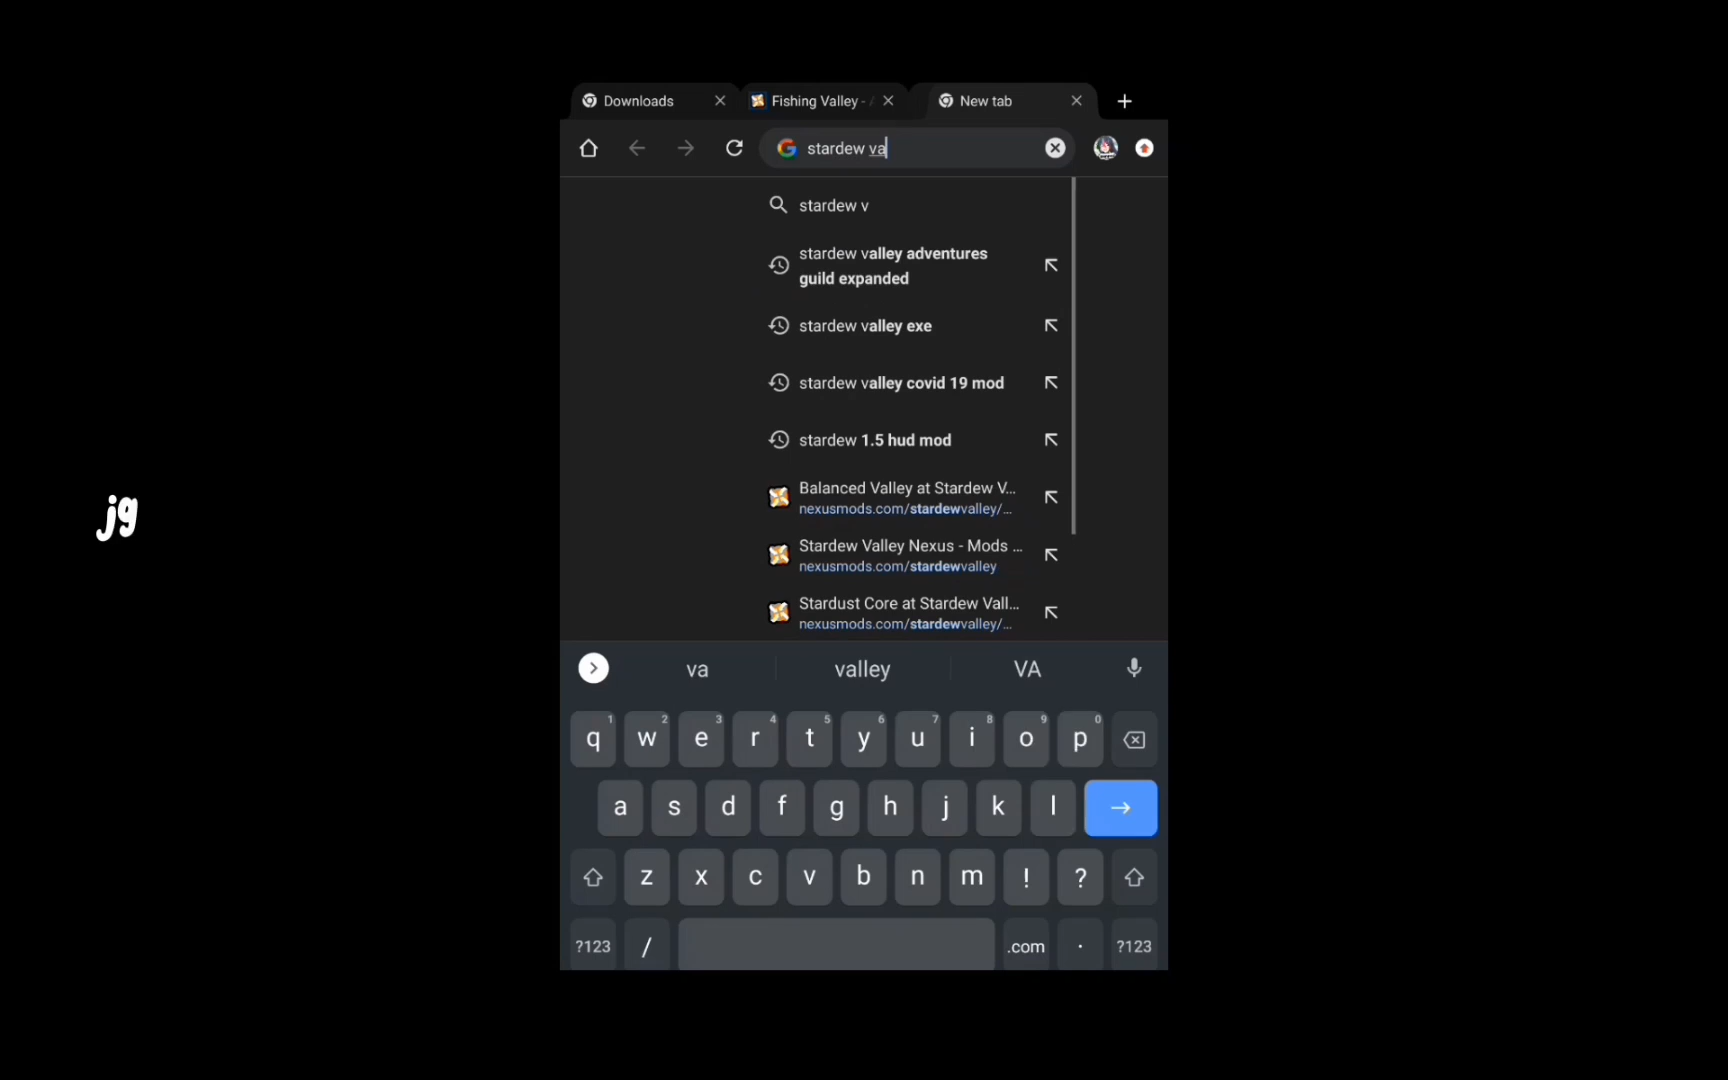 Downloads
Fishing Valley -
New tab
stardew va
stardew v
stardew valley adventures
guild expanded
stardew valley exe
stardew valley covid 19 mod
stardew 1.5 hud mod
Balanced Valley at Stardew V...
nexusmods.com/stardewvalley/...
Stardew Valley Nexus - Mods ...
nexusmods.com/stardewvalley
Stardust Core at Stardew Vall...
nexusmods.com/stardewvalley/...
jg
va valley VA
1 2 3 4 5 6 7 8 9 0
q w e r t y u i o p
a s d f g h j k l
z x c v b n m ! ?
?123 / .com . ?123